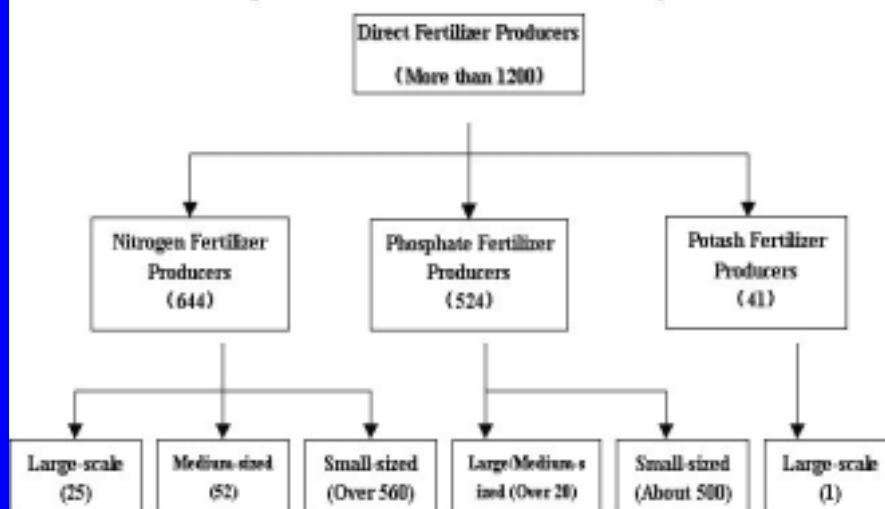 Direct Fertilizer Producers
(More than 1200)
Nitrogen Fertilizer
Producers
(644)
Phosphate Fertilizer
Producers
(524)
Potash Fertilizer
Producers
(41)
Large-scale
(25)
Medium-sized
(52)
Small-sized
(Over 560)
Large/Medium-s
ized (Over 20)
Small-sized
(About 500)
Large-scale
(1)